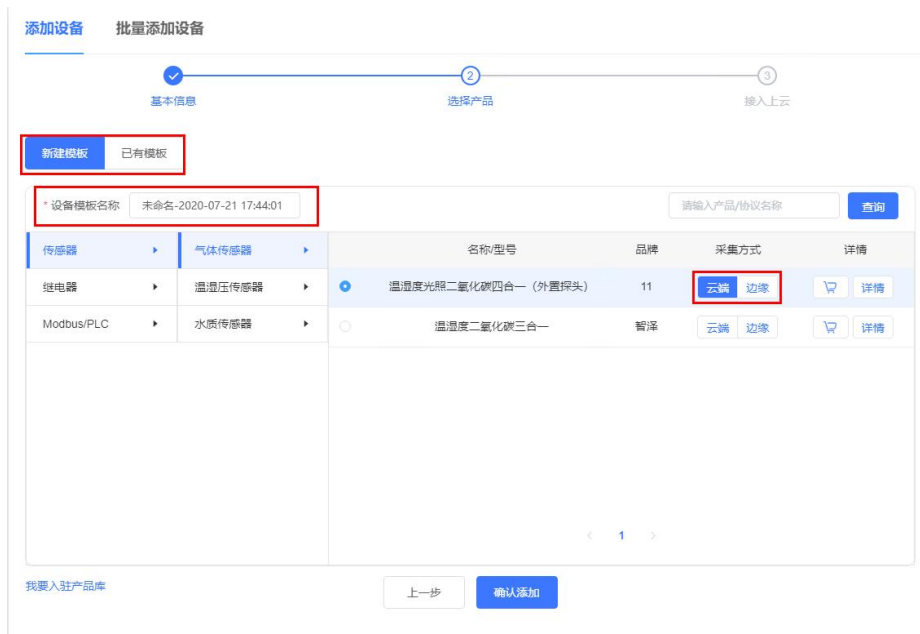 添加设备 批量添加设备
2 3
基本信息 选择产品 接入上云
新建模板 已有模板
* 设备模板名称 未命名-2020-07-21 17:44:01 请输入产品/协议名称 查询
传感器 气体传感器 名称/型号 品牌 采集方式 详情
继电器 温湿压传感器 温湿度光照二氧化碳四合一（外置探头） 11 云端 边缘 详情
Modbus/PLC 水质传感器 温湿度二氧化碳三合一 智泽 云端 边缘 详情
< 1 >
我要入驻产品库 上一步 确认添加